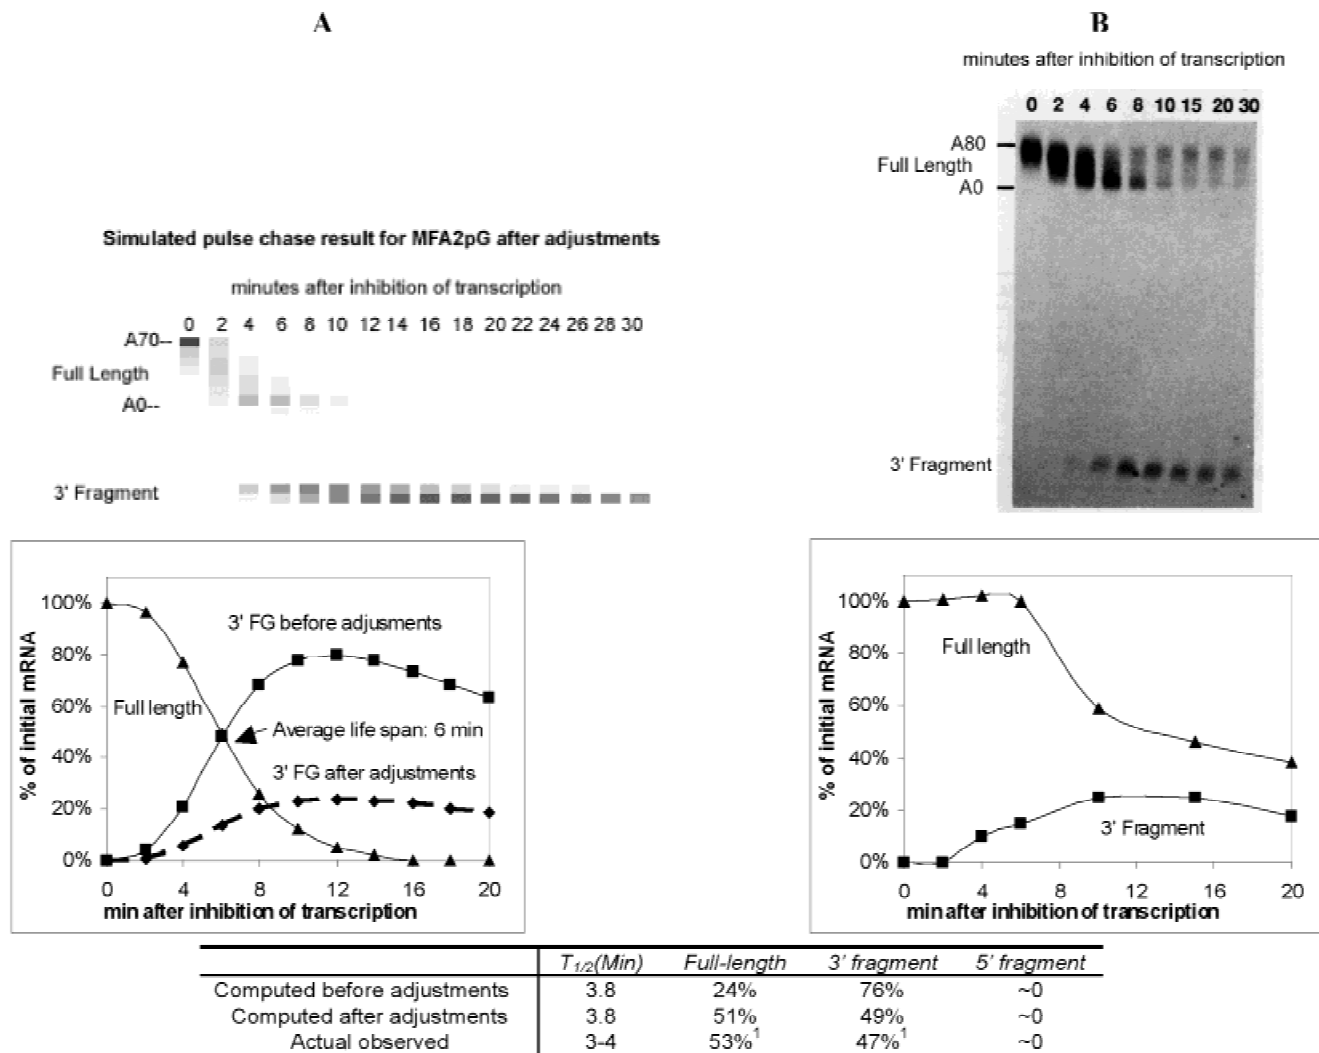 A
B
minutes after inhibition of transcription
0 2 4 6 8 10 15 20 30
A80
Full Length
A0
3' Fragment
Simulated pulse chase result for MFA2pG after adjustments
minutes after inhibition of transcription
0 2 4 6 8 10 12 14 16 18 20 22 24 26 28 30
A70--
Full Length
A0--
3' Fragment
% of initial mRNA
100%
80%
60%
40%
20%
0%
3' FG before adjusments
Full length
Average life span: 6 min
3' FG after adjustments
0 4 8 12 16 20
min after inhibition of transcription
% of initial mRNA
100%
80%
60%
40%
20%
0%
Full length
3' Fragment
0 4 8 12 16 20
min after inhibition of transcription
T1/2(Min) Full-length 3' fragment 5' fragment
Computed before adjustments 3.8 24% 76% ~0
Computed after adjustments 3.8 51% 49% ~0
Actual observed 3-4 53%1 47%1 ~0